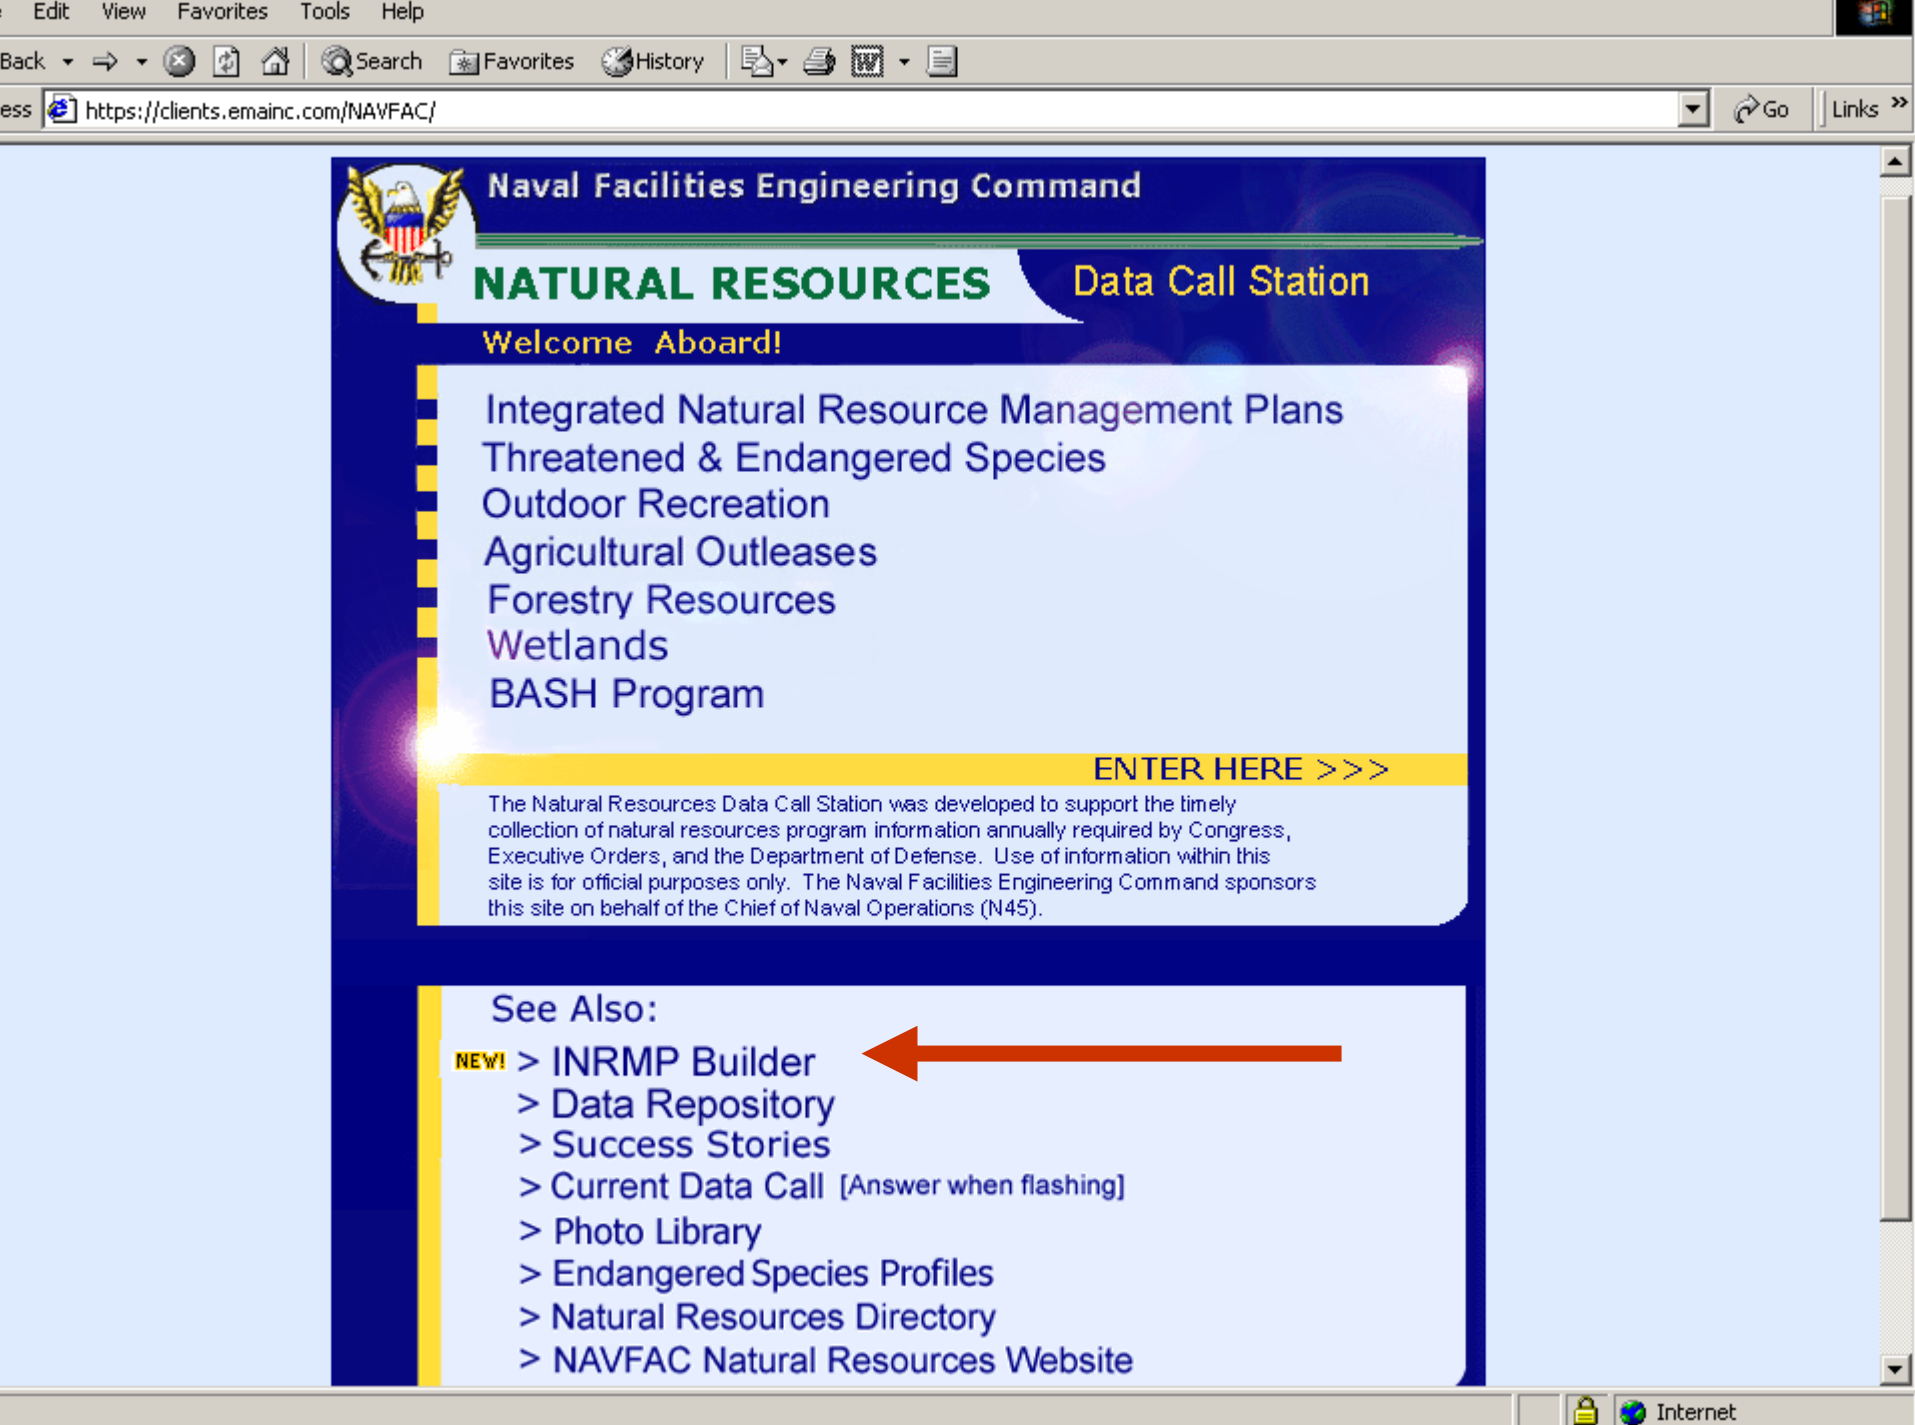 Edit View Favorites Tools Help
Back Search Favorites History
ess https://clients.emainc.com/NAVFAC/ Go Links »
Naval Facilities Engineering Command
NATURAL RESOURCES Data Call Station
Welcome Aboard!
Integrated Natural Resource Management Plans
Threatened & Endangered Species
Outdoor Recreation
Agricultural Outleases
Forestry Resources
Wetlands
BASH Program
ENTER HERE >>>
The Natural Resources Data Call Station was developed to support the timely
collection of natural resources program information annually required by Congress,
Executive Orders, and the Department of Defense. Use of information within this
site is for official purposes only. The Naval Facilities Engineering Command sponsors
this site on behalf of the Chief of Naval Operations (N45).
See Also:
NEW! > INRMP Builder
> Data Repository
> Success Stories
> Current Data Call [Answer when flashing]
> Photo Library
> Endangered Species Profiles
> Natural Resources Directory
> NAVFAC Natural Resources Website
Internet